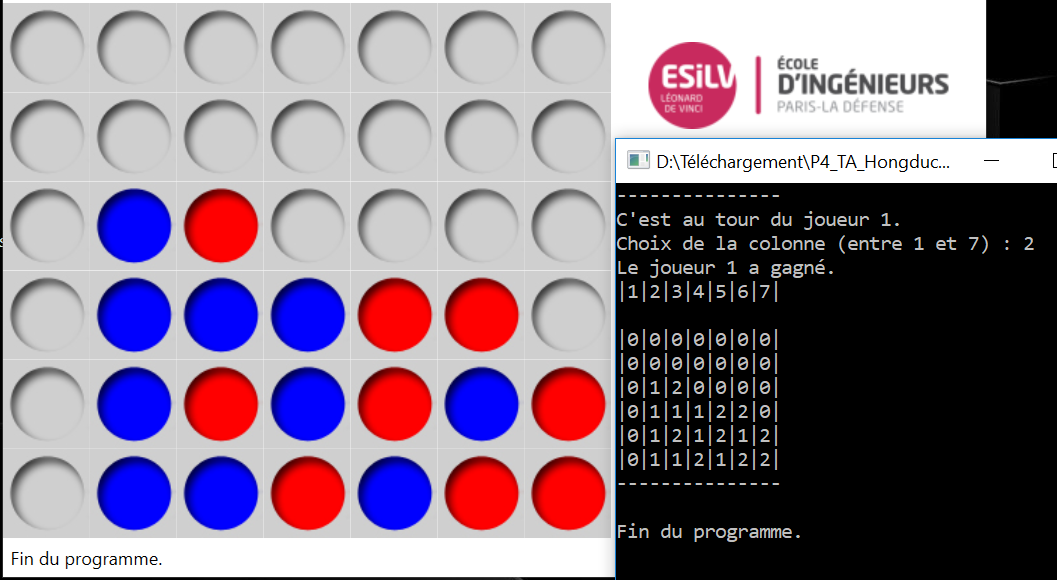 ESiLV
LÉONARD
DE VINCI
ÉCOLE
D'INGÉNIEURS
PARIS-LA DÉFENSE
D:\Téléchargement\P4_TA_Hongduc...
---------------
C'est au tour du joueur 1.
Choix de la colonne (entre 1 et 7) : 2
Le joueur 1 a gagné.
|1|2|3|4|5|6|7|
|0|0|0|0|0|0|0|
|0|0|0|0|0|0|0|
|0|1|2|0|0|0|0|
|0|1|1|1|2|2|0|
|0|1|2|1|2|1|2|
|0|1|1|2|1|2|2|
---------------
Fin du programme.
Fin du programme.